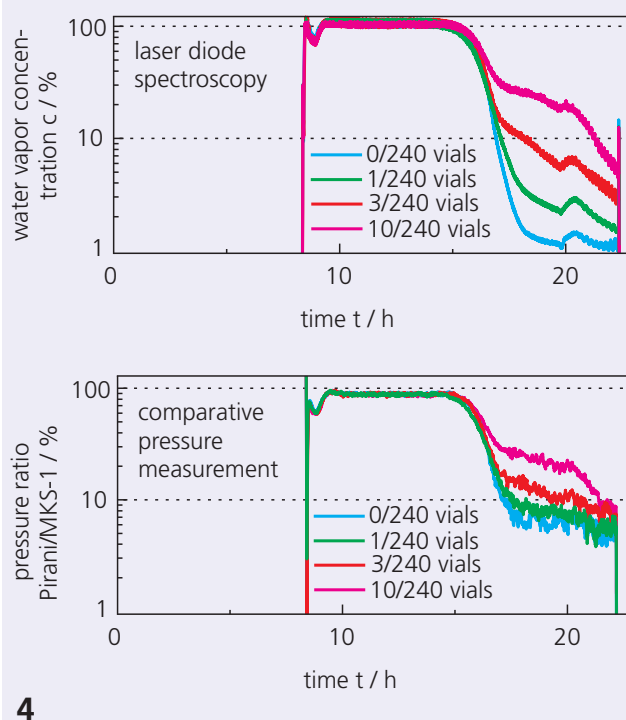 water vapor concen-
tration c / %
100
10
1
laser diode
spectroscopy
0/240 vials
1/240 vials
3/240 vials
10/240 vials
0
10
20
time t / h
pressure ratio
Pirani/MKS-1 / %
100
10
1
comparative
pressure
measurement
0/240 vials
1/240 vials
3/240 vials
10/240 vials
0
10
20
time t / h
4